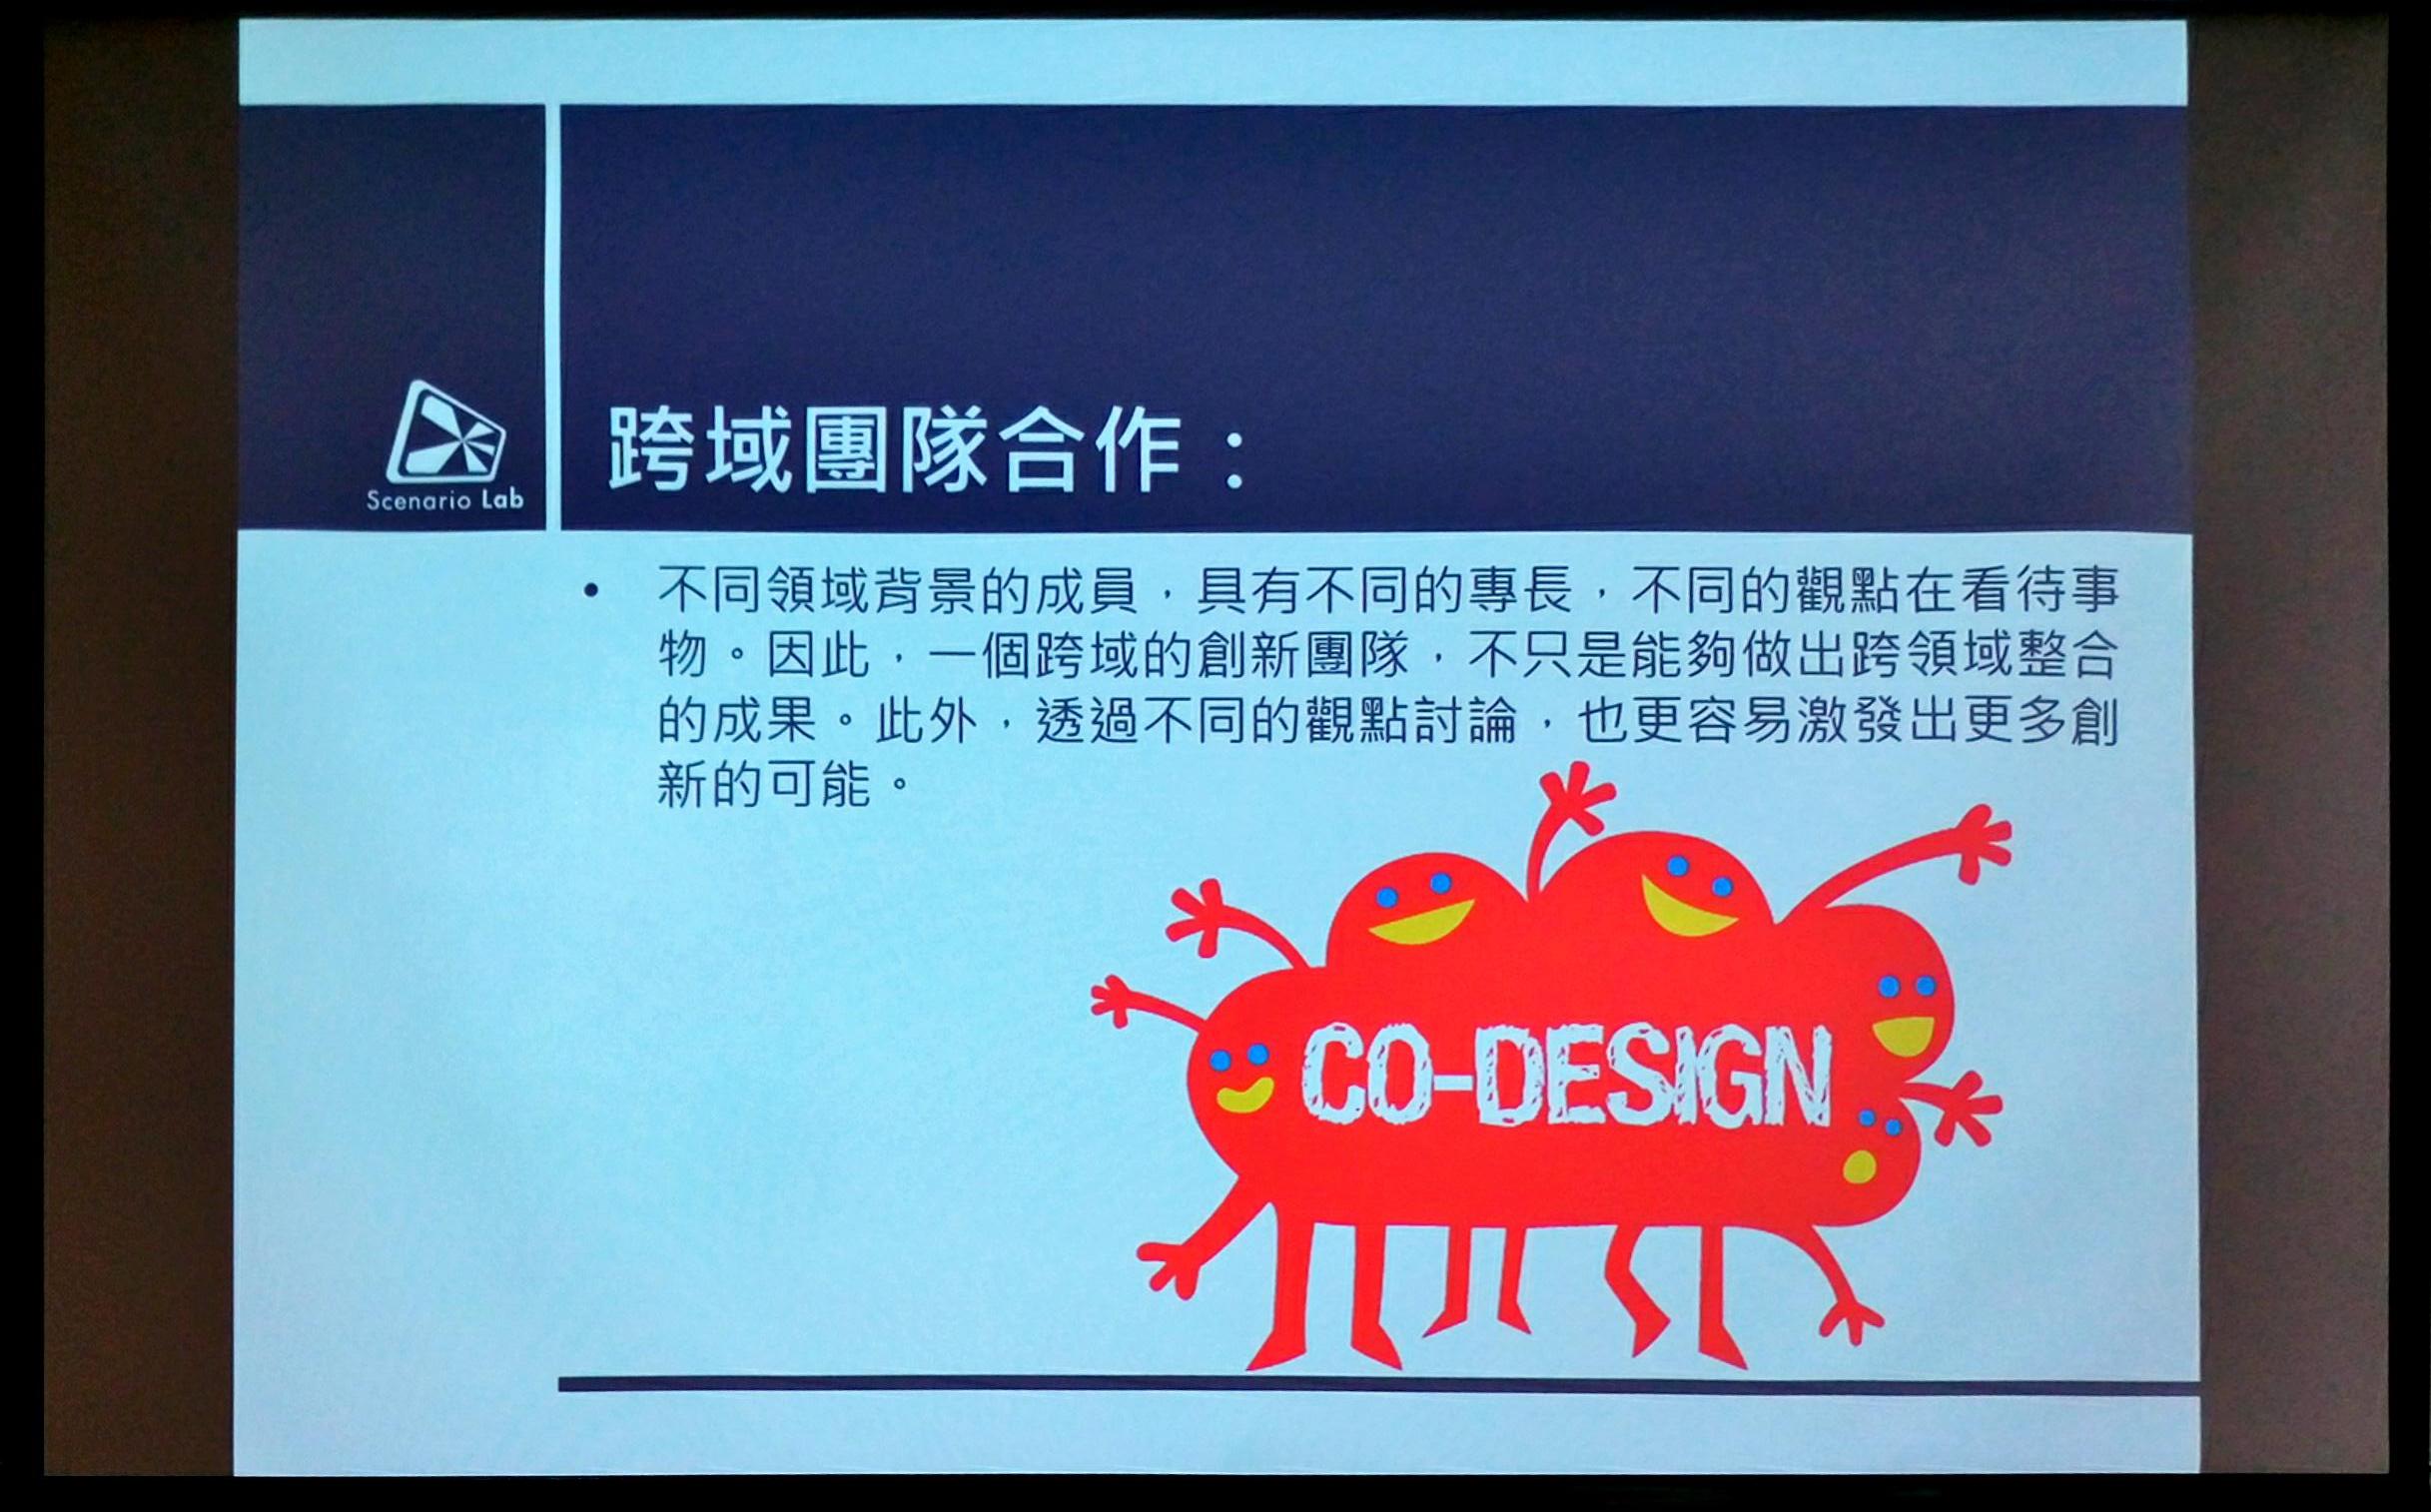 Scenario Lab
跨域團隊合作：
• 不同領域背景的成員，具有不同的專長，不同的觀點在看待事
物。因此，一個跨域的創新團隊，不只是能夠做出跨領域整合
的成果。此外，透過不同的觀點討論，也更容易激發出更多創
新的可能。
CO-DESIGN